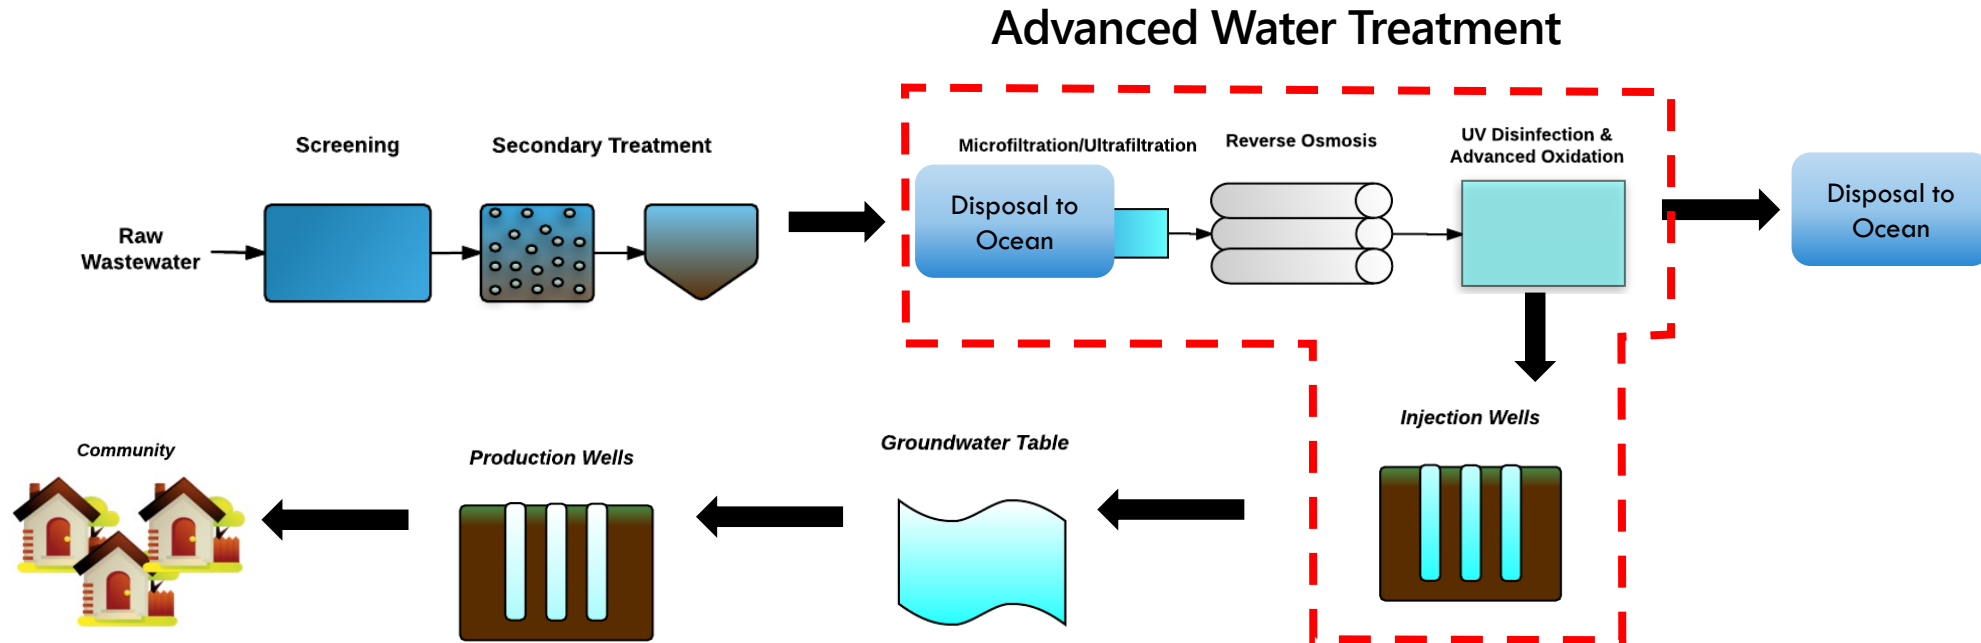 Advanced Water Treatment
Screening
Secondary Treatment
Microfiltration/Ultrafiltration
Reverse Osmosis
UV Disinfection &
Advanced Oxidation
Raw
Wastewater
Disposal to
Ocean
Disposal to
Ocean
Injection Wells
Groundwater Table
Production Wells
Community